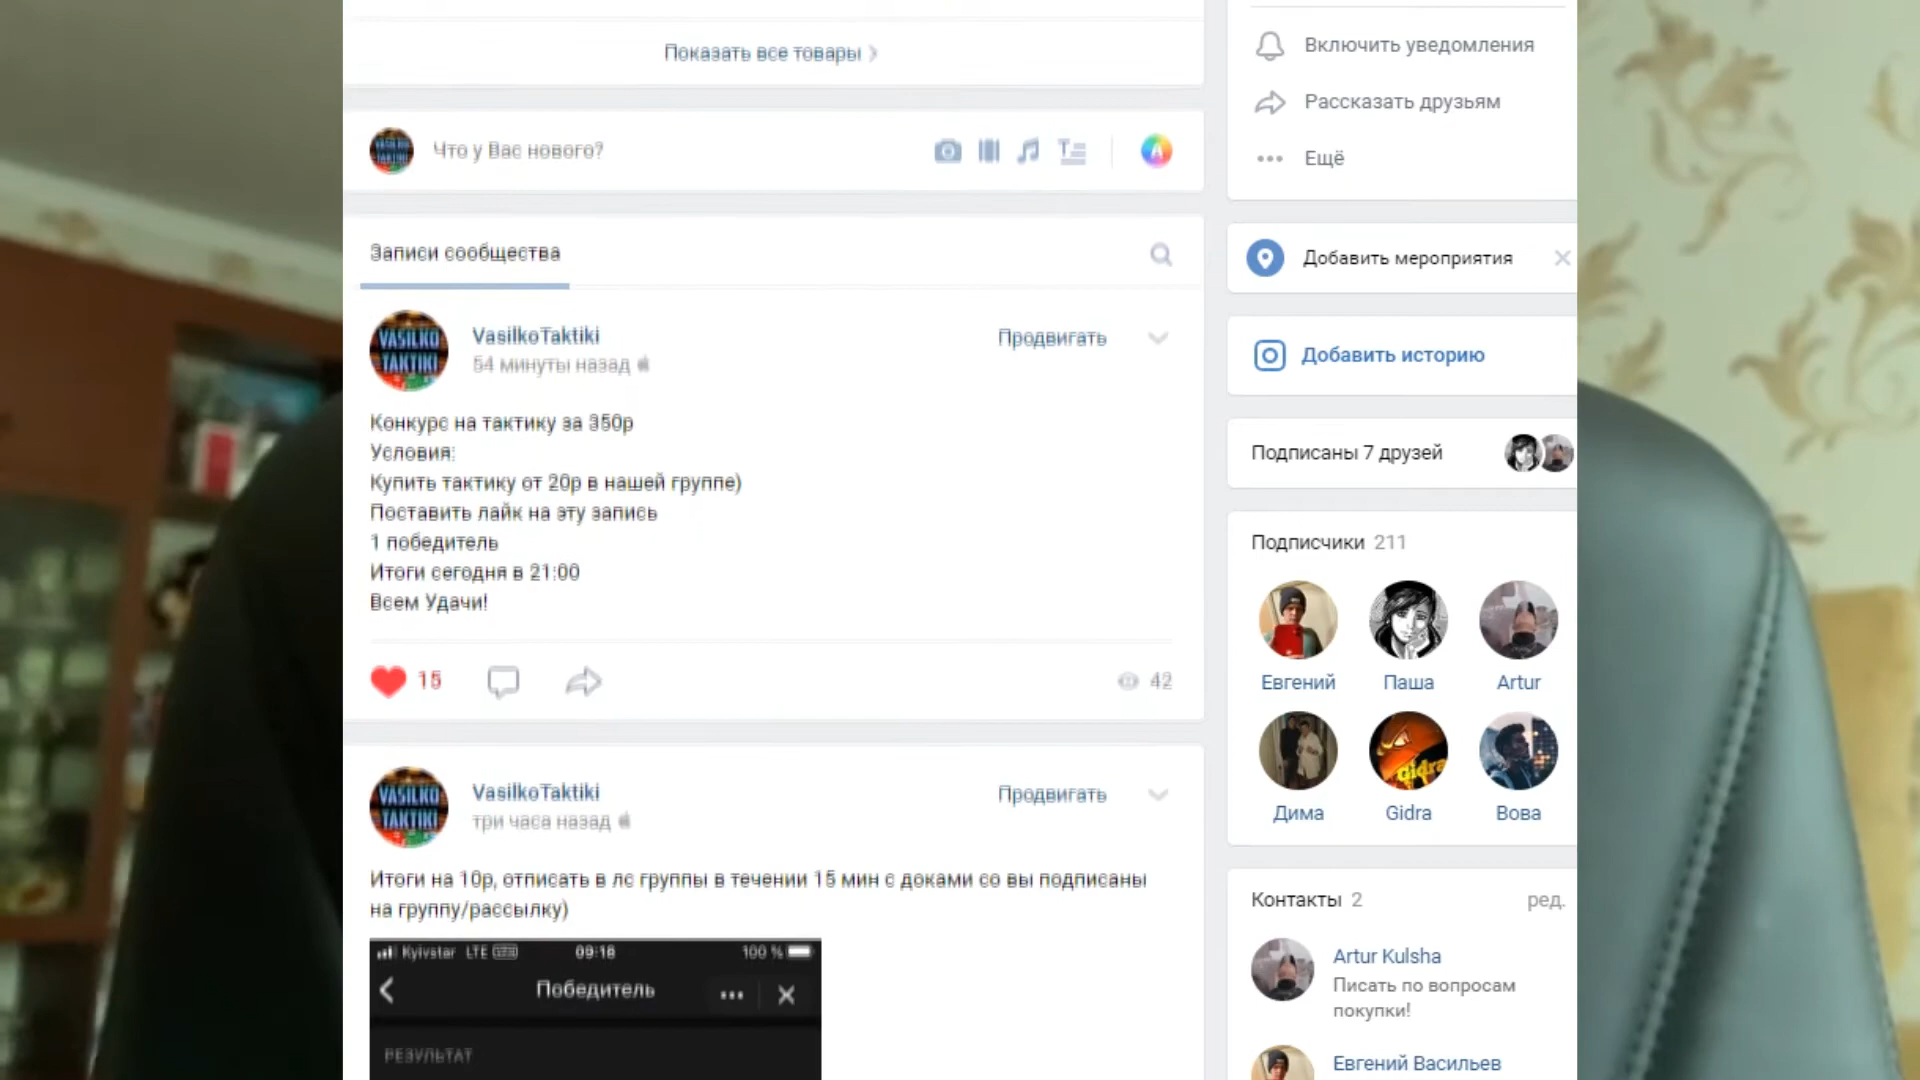 Показать все товары
Что у Вас нового?
Записи сообщества
VASILKO
TAKTIKI
VasilkoTaktiki
54 минуты назад
Продвигать
Конкурс на тактику за 350р
Условия:
Купить тактику от 20р в нашей группе)
Поставить лайк на эту запись
1 победитель
Итоги сегодня в 21:00
Всем Удачи!
15
42
VASILKO
TAKTIKI
VasilkoTaktiki
три часа назад
Продвигать
Итоги на 10р, отписать в лс группы в течении 15 мин с доками со вы подписаны
на группу/рассылку)
Kyivstar LTE 09:18 100 %
Победитель
РЕЗУЛЬТАТ
Включить уведомления
Рассказать друзьям
Ещё
Добавить мероприятия
Добавить историю
Подписаны 7 друзей
Подписчики 211
Евгений Паша Artur
Gidra
Дима Gidra Вова
Контакты 2 ред.
Artur Kulsha
Писать по вопросам
покупки!
Евгений Васильев